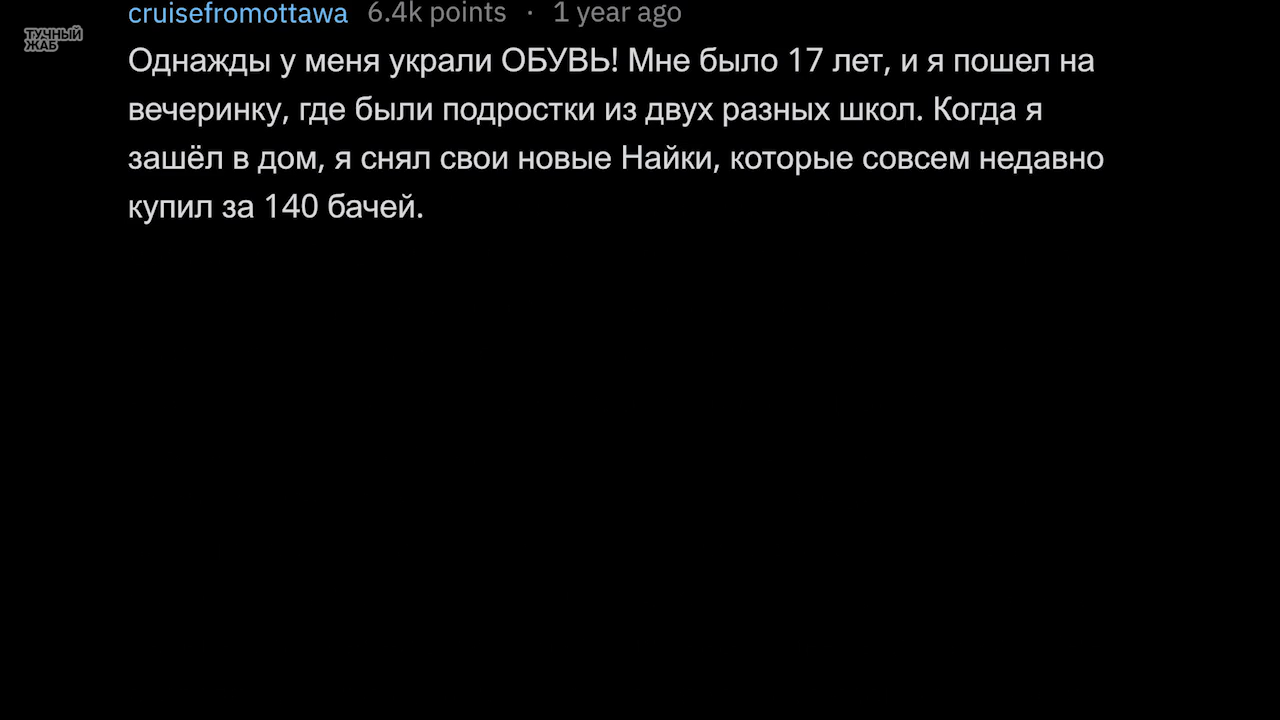 cruisefromottawa 6.4k points · 1 year ago
ТУЧНЫЙ
ЖАБ
Однажды у меня украли ОБУВЬ! Мне было 17 лет, и я пошел на
вечеринку, где были подростки из двух разных школ. Когда я
зашёл в дом, я снял свои новые Найки, которые совсем недавно
купил за 140 бачей.